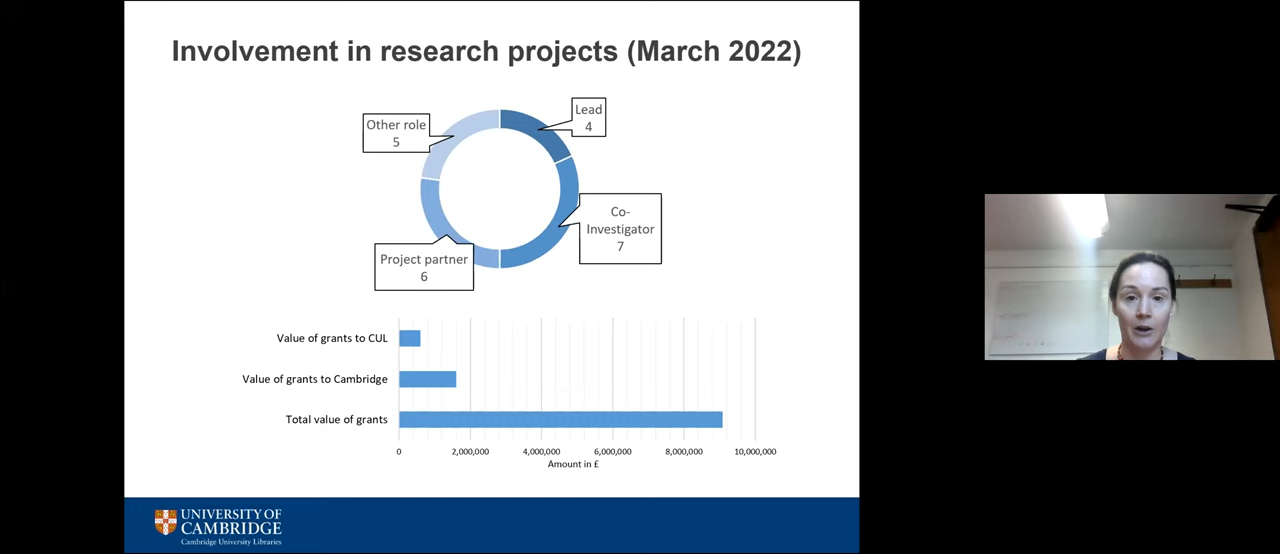 Involvement in research projects (March 2022)
Other role
5
Lead
4
Co-
Investigator
7
Project partner
6
Value of grants to CUL
Value of grants to Cambridge
Total value of grants
0
2,000,000
4,000,000
6,000,000
8,000,000
10,000,000
Amount in £
UNIVERSITY OF
CAMBRIDGE
Cambridge University Libraries